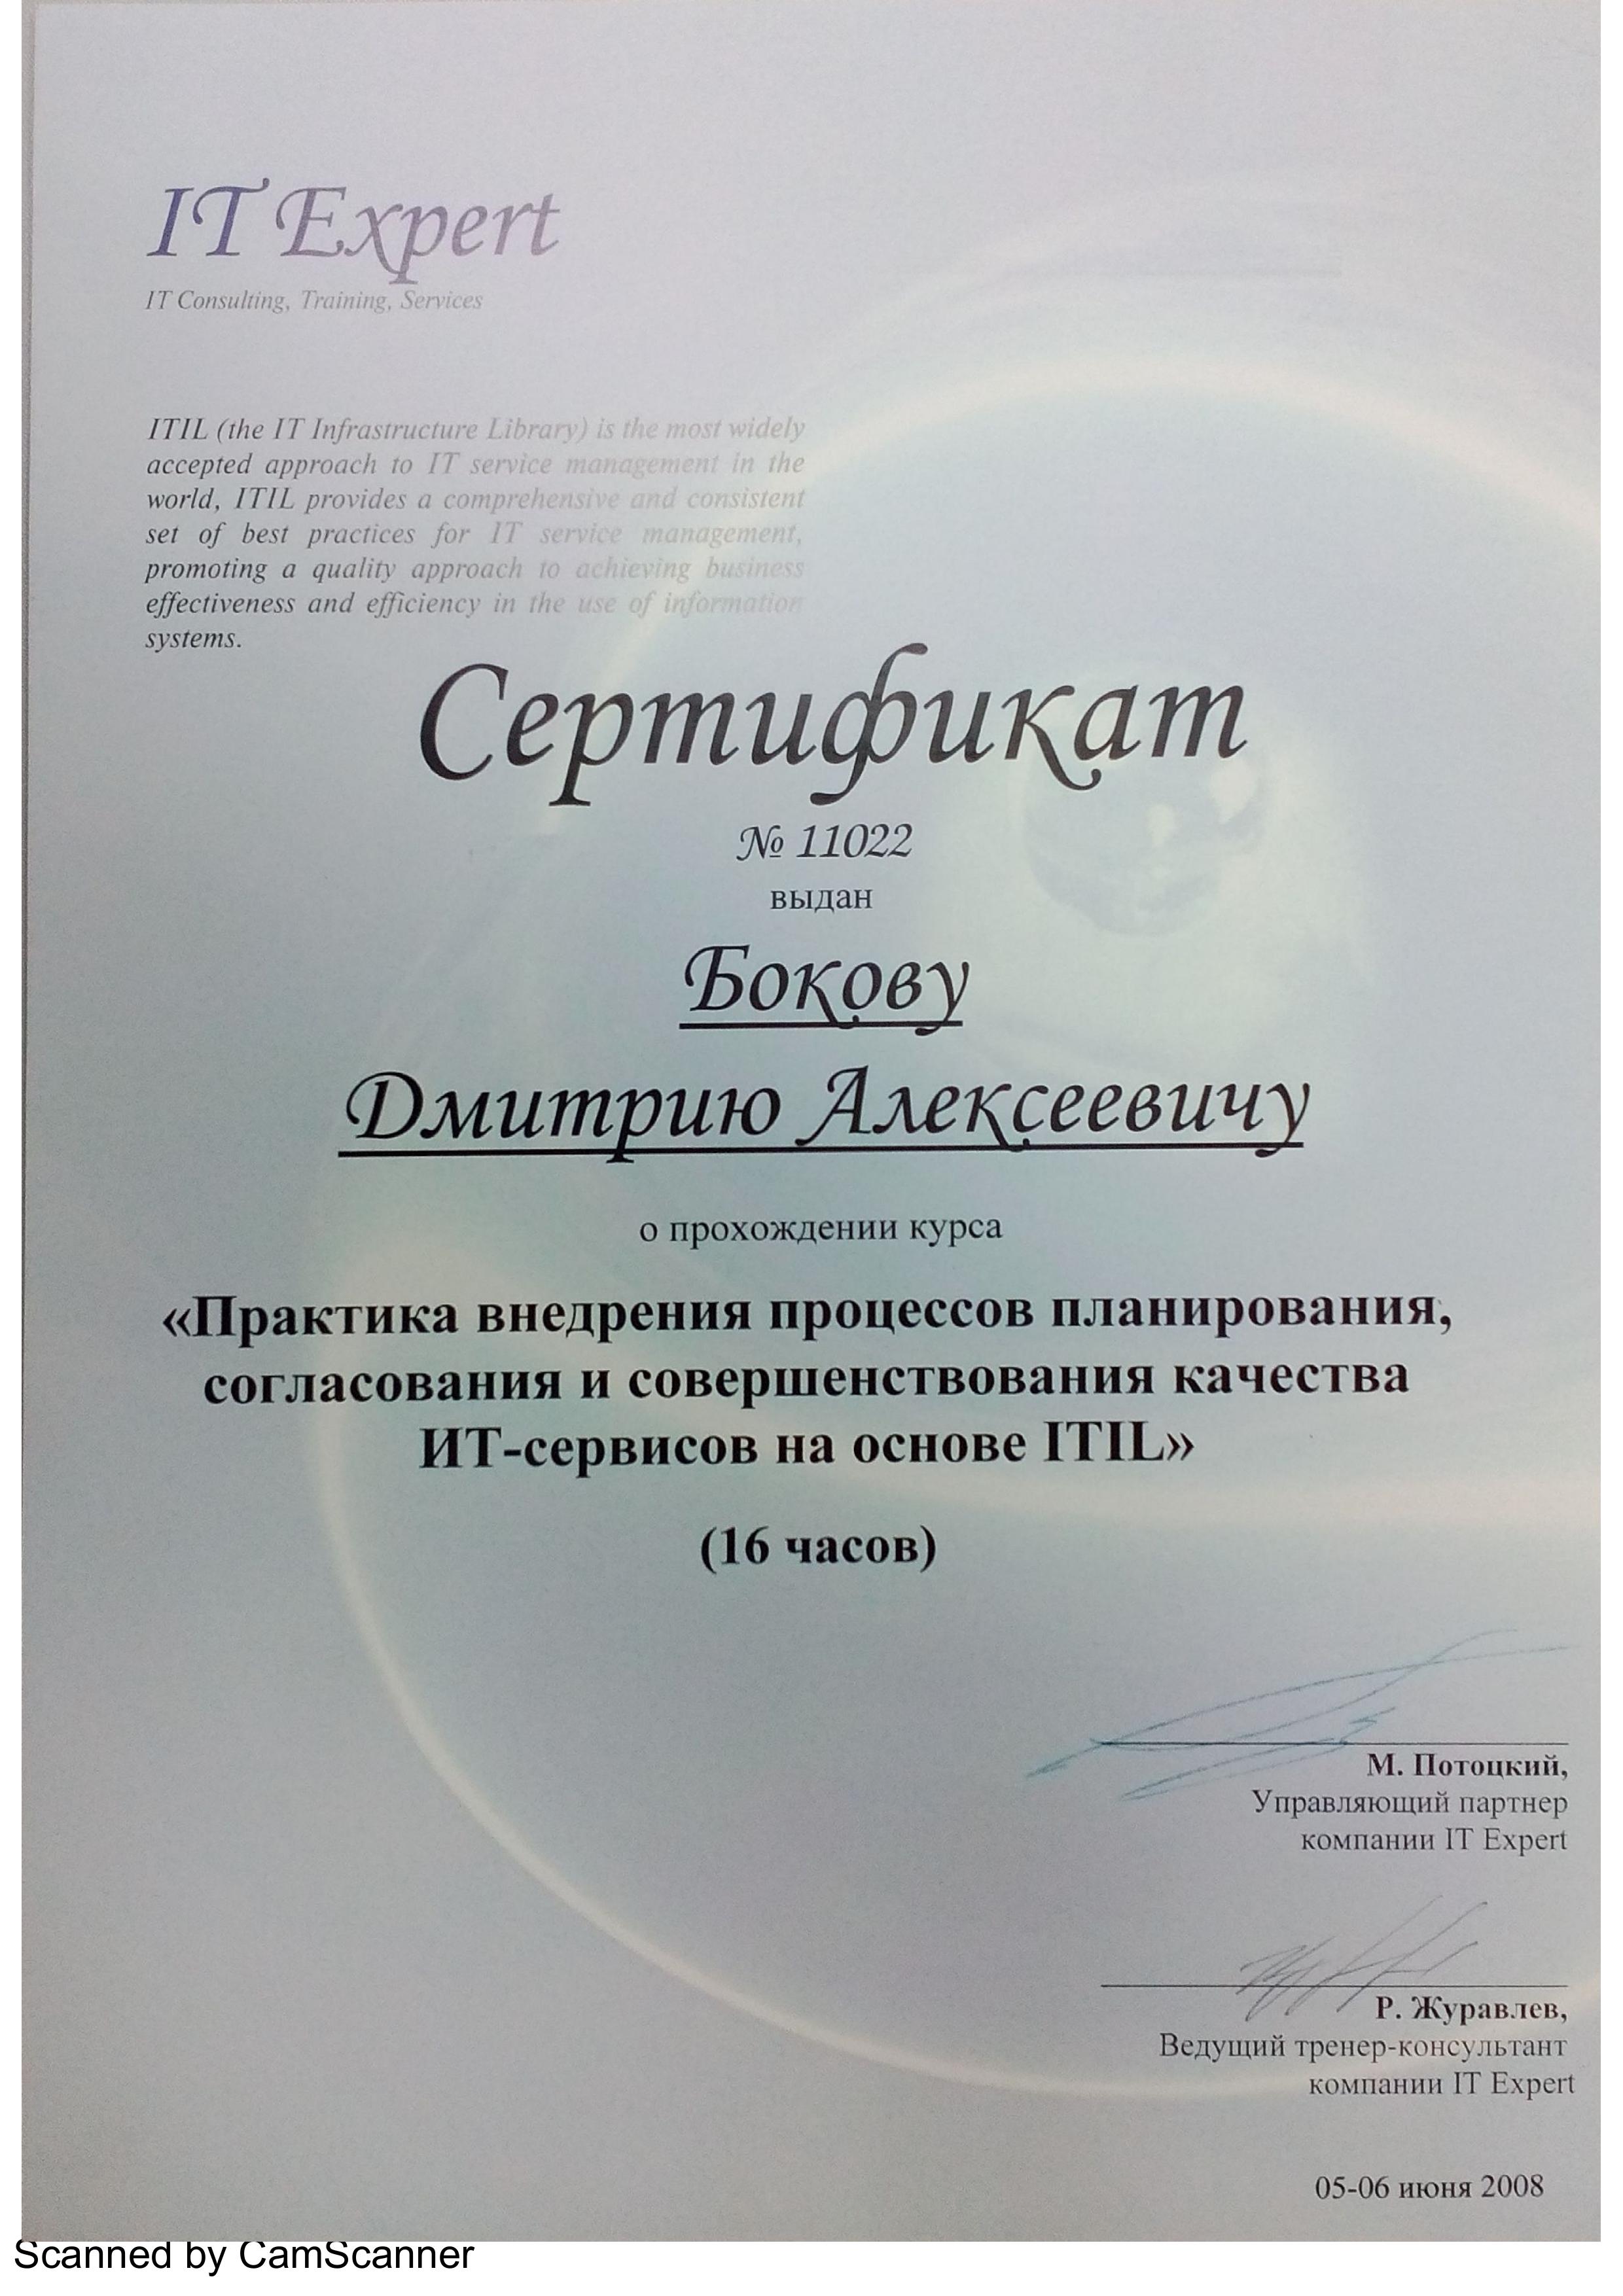 IT Expert
IT Consulting, Training, Services
ITIL (the IT Infrastructure Library) is the most widely
accepted approach to IT service management in the
world, ITIL provides a comprehensive and consistent
set of best practices for IT service management,
promoting a quality approach to achieving business
effectiveness and efficiency in the use of information
systems.
Сертификат
№ 11022
выдан
Бокову
Дмитрию Алексеевичу
о прохождении курса
«Практика внедрения процессов планирования,
согласования и совершенствования качества
ИТ-сервисов на основе ITIL»
(16 часов)
М. Потоцкий,
Управляющий партнер
компании IT Expert
Р. Журавлев,
Ведущий тренер-консультант
компании IT Expert
05-06 июня 2008
Scanned by CamScanner